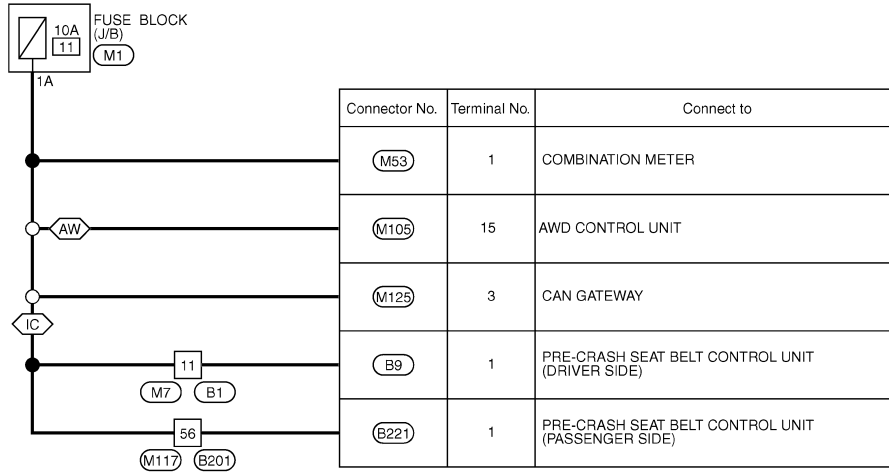 FUSE BLOCK
(J/B)
10A
11
M1
1A
Connector No. Terminal No. Connect to
M53 1 COMBINATION METER
AW
M105 15 AWD CONTROL UNIT
M125 3 CAN GATEWAY
IC
11
M7 B1
B9 1 PRE-CRASH SEAT BELT CONTROL UNIT
(DRIVER SIDE)
56
M117 B201
B221 1 PRE-CRASH SEAT BELT CONTROL UNIT
(PASSENGER SIDE)